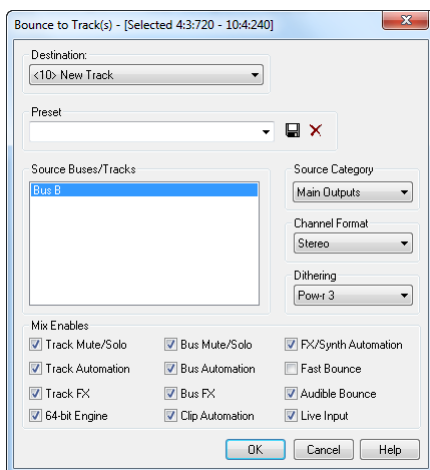 Bounce to Track(s) - [Selected 4:3:720 - 10:4:240]
Destination:
<10> New Track
Preset
Source Buses/Tracks
Bus B
Source Category
Main Outputs
Channel Format
Stereo
Dithering
Pow-r 3
Mix Enables
Track Mute/Solo Bus Mute/Solo FX/Synth Automation
Track Automation Bus Automation Fast Bounce
Track FX Bus FX Audible Bounce
64-bit Engine Clip Automation Live Input
OK Cancel Help